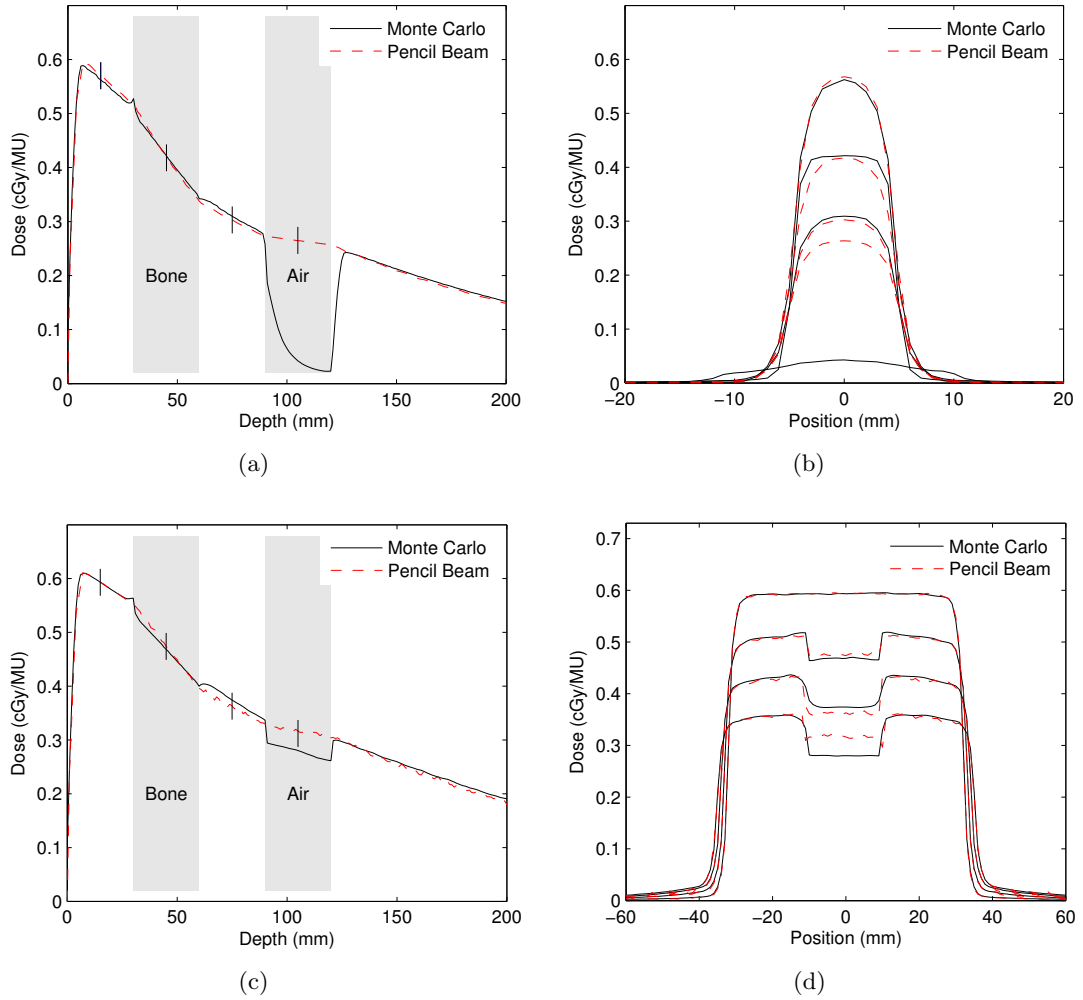 Monte Carlo
Pencil Beam
Dose (cGy/MU)
0.6
0.5
0.4
0.3
0.2
0.1
0
Bone
Air
0 50 100 150 200
Depth (mm)
(a)
Monte Carlo
Pencil Beam
Dose (cGy/MU)
0.6
0.5
0.4
0.3
0.2
0.1
0
−20 −10 0 10 20
Position (mm)
(b)
Monte Carlo
Pencil Beam
Dose (cGy/MU)
0.6
0.5
0.4
0.3
0.2
0.1
0
Bone
Air
0 50 100 150 200
Depth (mm)
(c)
Monte Carlo
Pencil Beam
Dose (cGy/MU)
0.7
0.6
0.5
0.4
0.3
0.2
0.1
0
−60 −40 −20 0 20 40 60
Position (mm)
(d)